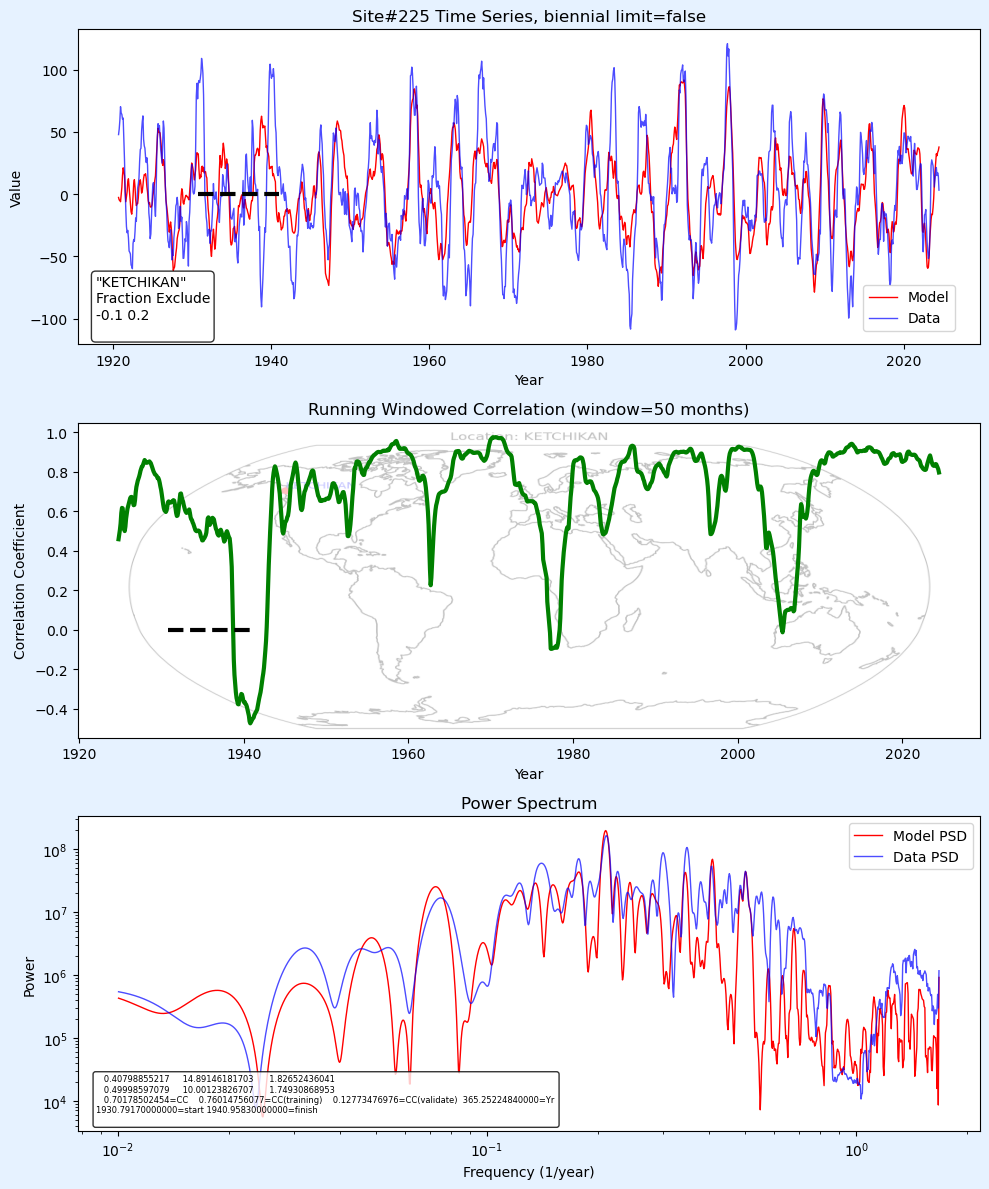 Site#225 Time Series, biennial limit=false
100
50
0
−50
−100
Value
"KETCHIKAN"
Fraction Exclude
-0.1 0.2
Model
Data
1920 1940 1960 1980 2000 2020
Year
Running Windowed Correlation (window=50 months)
Location: KETCHIKAN
1.0
0.8
0.6
0.4
0.2
0.0
−0.2
−0.4
Correlation Coefficient
1920 1940 1960 1980 2000 2020
Year
Power Spectrum
Model PSD
Data PSD
10^8
10^7
10^6
10^5
10^4
Power
0.40798855217 14.89146181703 1.82652436041
0.49998597079 10.00123826707 1.74930868953
0.70178502454=CC 0.76014756077=CC(training) 0.12773476976=CC(validate) 365.25224840000=Yr
1930.79170000000=start 1940.95830000000=finish
10^−2 10^−1 10^0
Frequency (1/year)